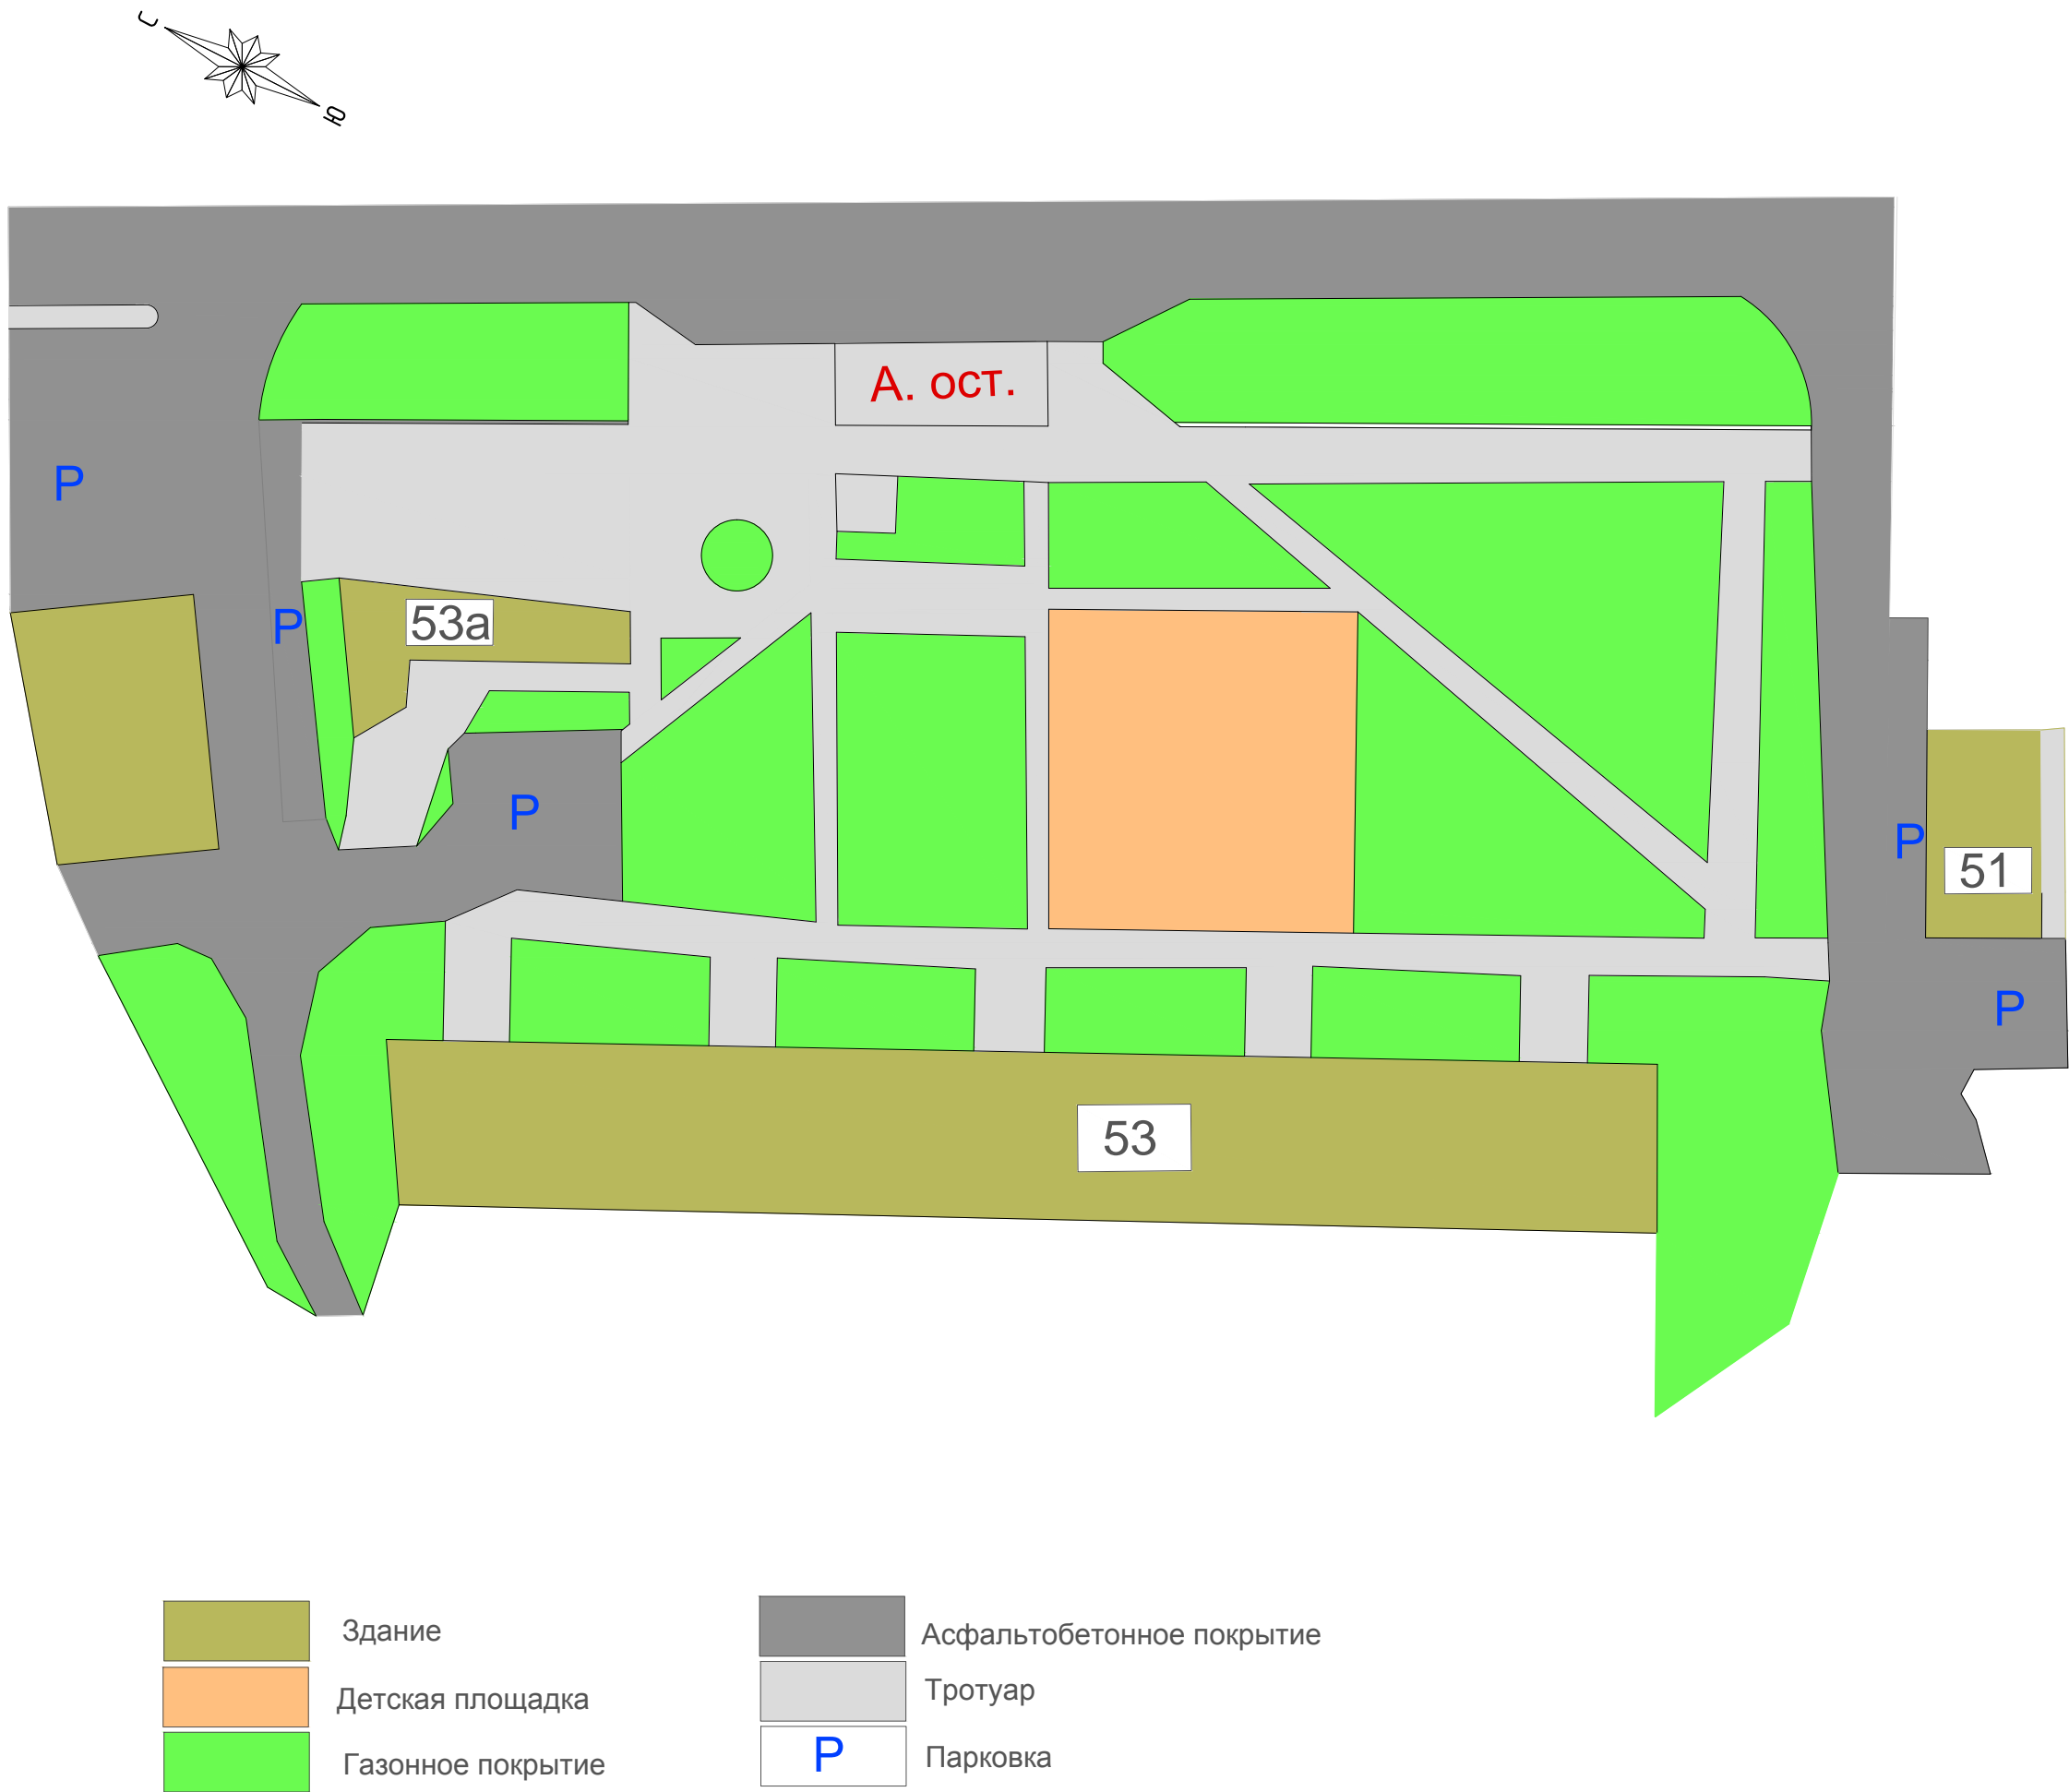 С
Ю
А. ост.
Р
53а
Р
Р
Р
51
Р
53
Здание
Асфальтобетонное покрытие
Детская площадка
Тротуар
Газонное покрытие
Р
Парковка